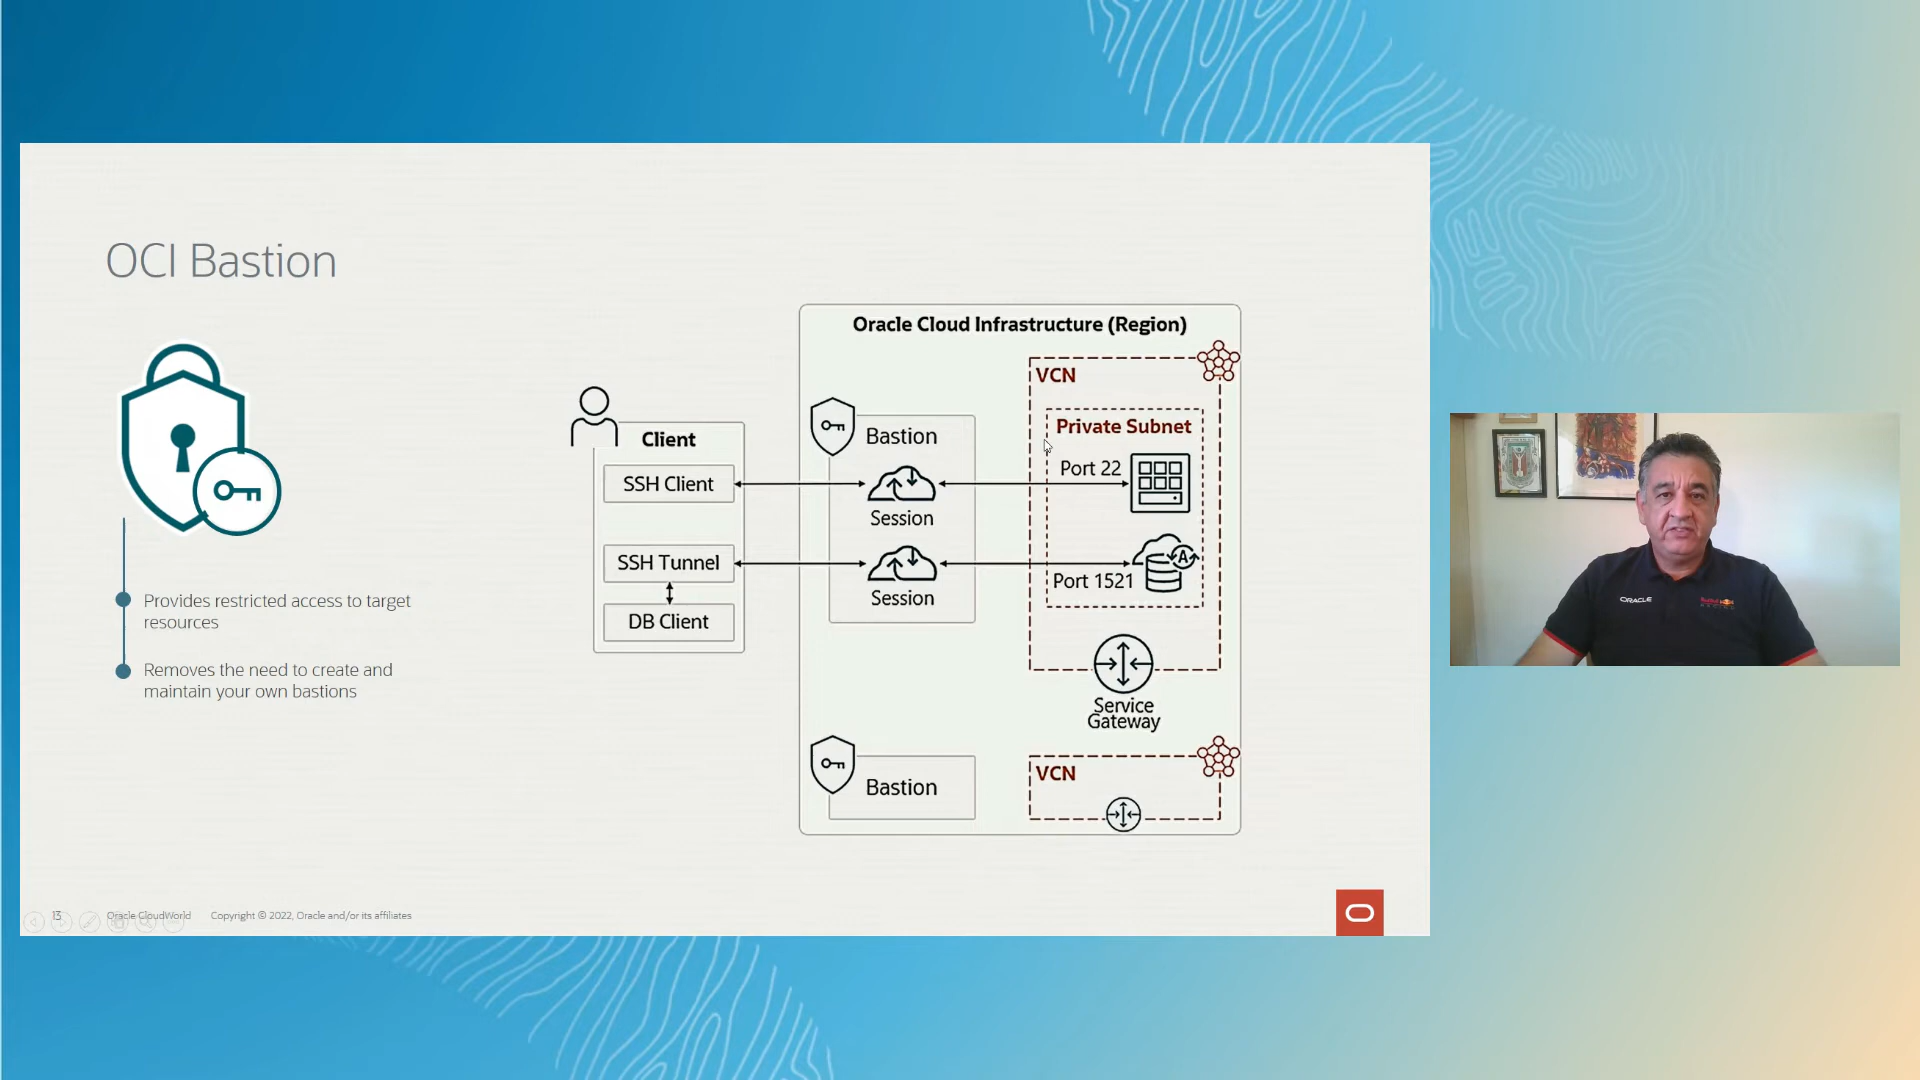 OCI Bastion
Provides restricted access to target
resources
Removes the need to create and
maintain your own bastions
Client
SSH Client
SSH Tunnel
DB Client
Oracle Cloud Infrastructure (Region)
Bastion
Session
Session
VCN
Private Subnet
Port 22
Port 1521
Service
Gateway
Bastion
VCN
13
Oracle CloudWorld
Copyright © 2022, Oracle and/or its affiliates
ORACLE